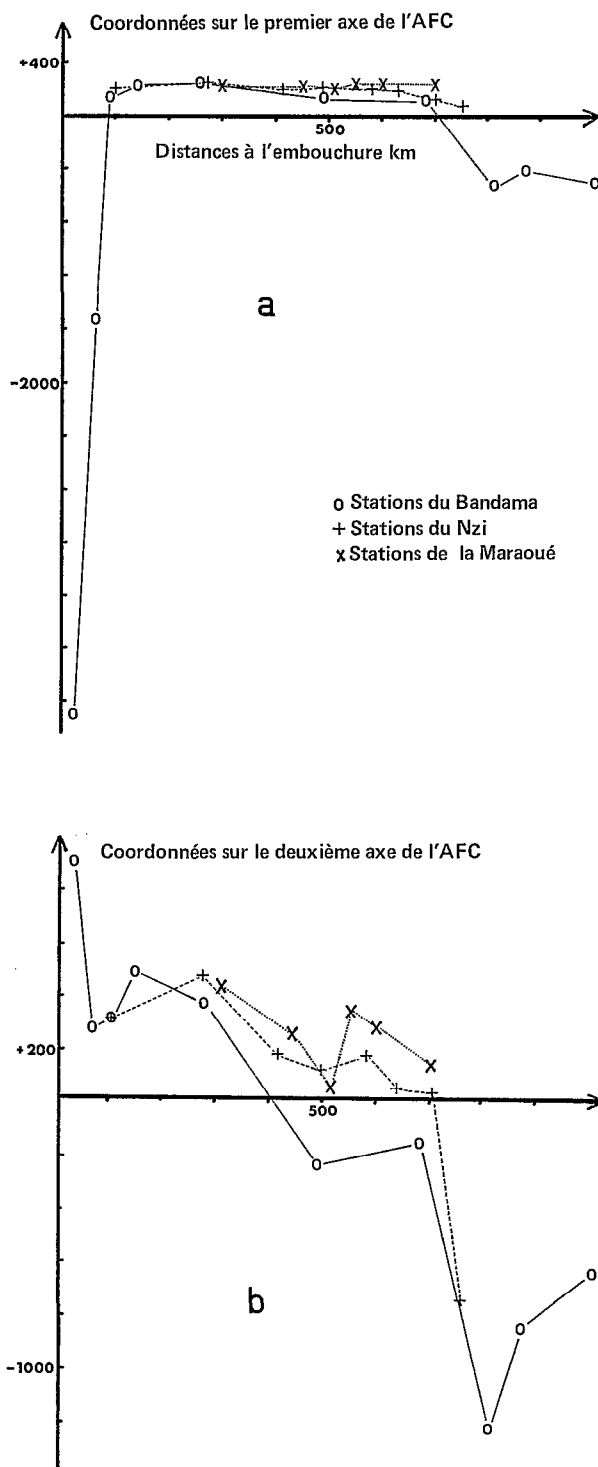 Coordonnées sur le premier axe de l'AFC
+400
500
Distances à l'embouchure km
a
-2000
o Stations du Bandama
+ Stations du Nzi
x Stations de la Maraoué
Coordonnées sur le deuxième axe de l'AFC
+200
500
b
-1000